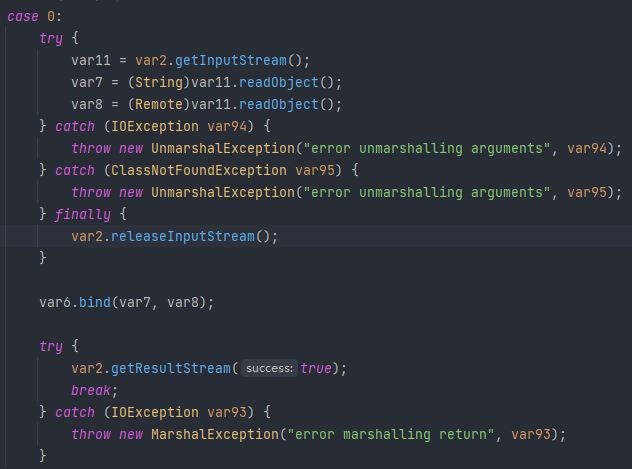 case 0:
    try {
        var11 = var2.getInputStream();
        var7 = (String)var11.readObject();
        var8 = (Remote)var11.readObject();
    } catch (IOException var94) {
        throw new UnmarshalException("error unmarshalling arguments", var94);
    } catch (ClassNotFoundException var95) {
        throw new UnmarshalException("error unmarshalling arguments", var95);
    } finally {
        var2.releaseInputStream();
    }

    var6.bind(var7, var8);

    try {
        var2.getResultStream( success: true);
        break;
    } catch (IOException var93) {
        throw new MarshalException("error marshalling return", var93);
    }